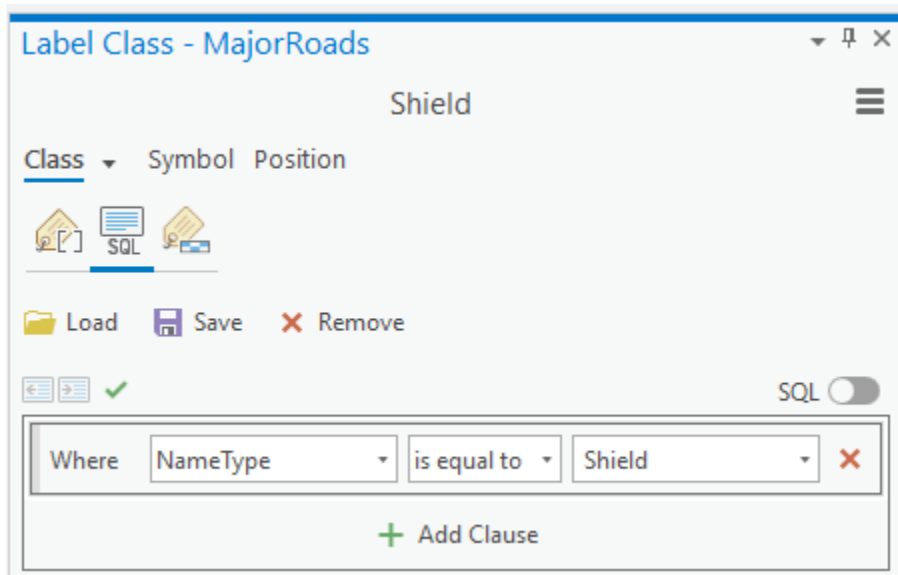 Label Class - MajorRoads
Shield
Class Symbol Position
SQL
Load Save Remove
SQL
Where NameType is equal to Shield
Add Clause